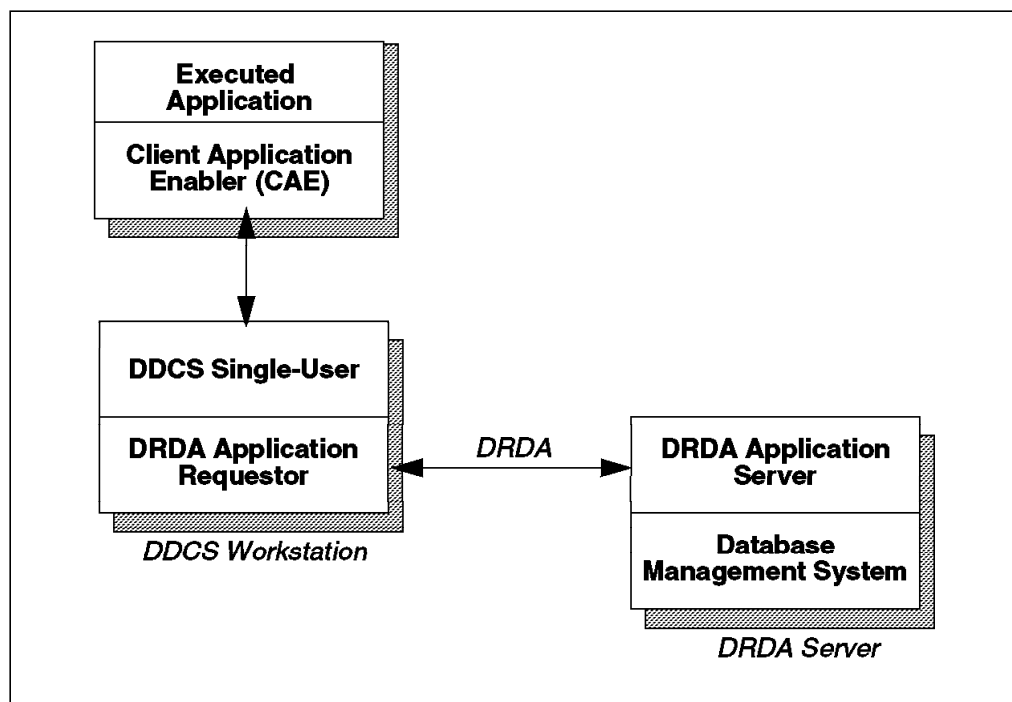 Executed
Application
Client Application
Enabler (CAE)
DDCS Single-User
DRDA Application
Requestor
DDCS Workstation
DRDA
DRDA Application
Server
Database
Management System
DRDA Server